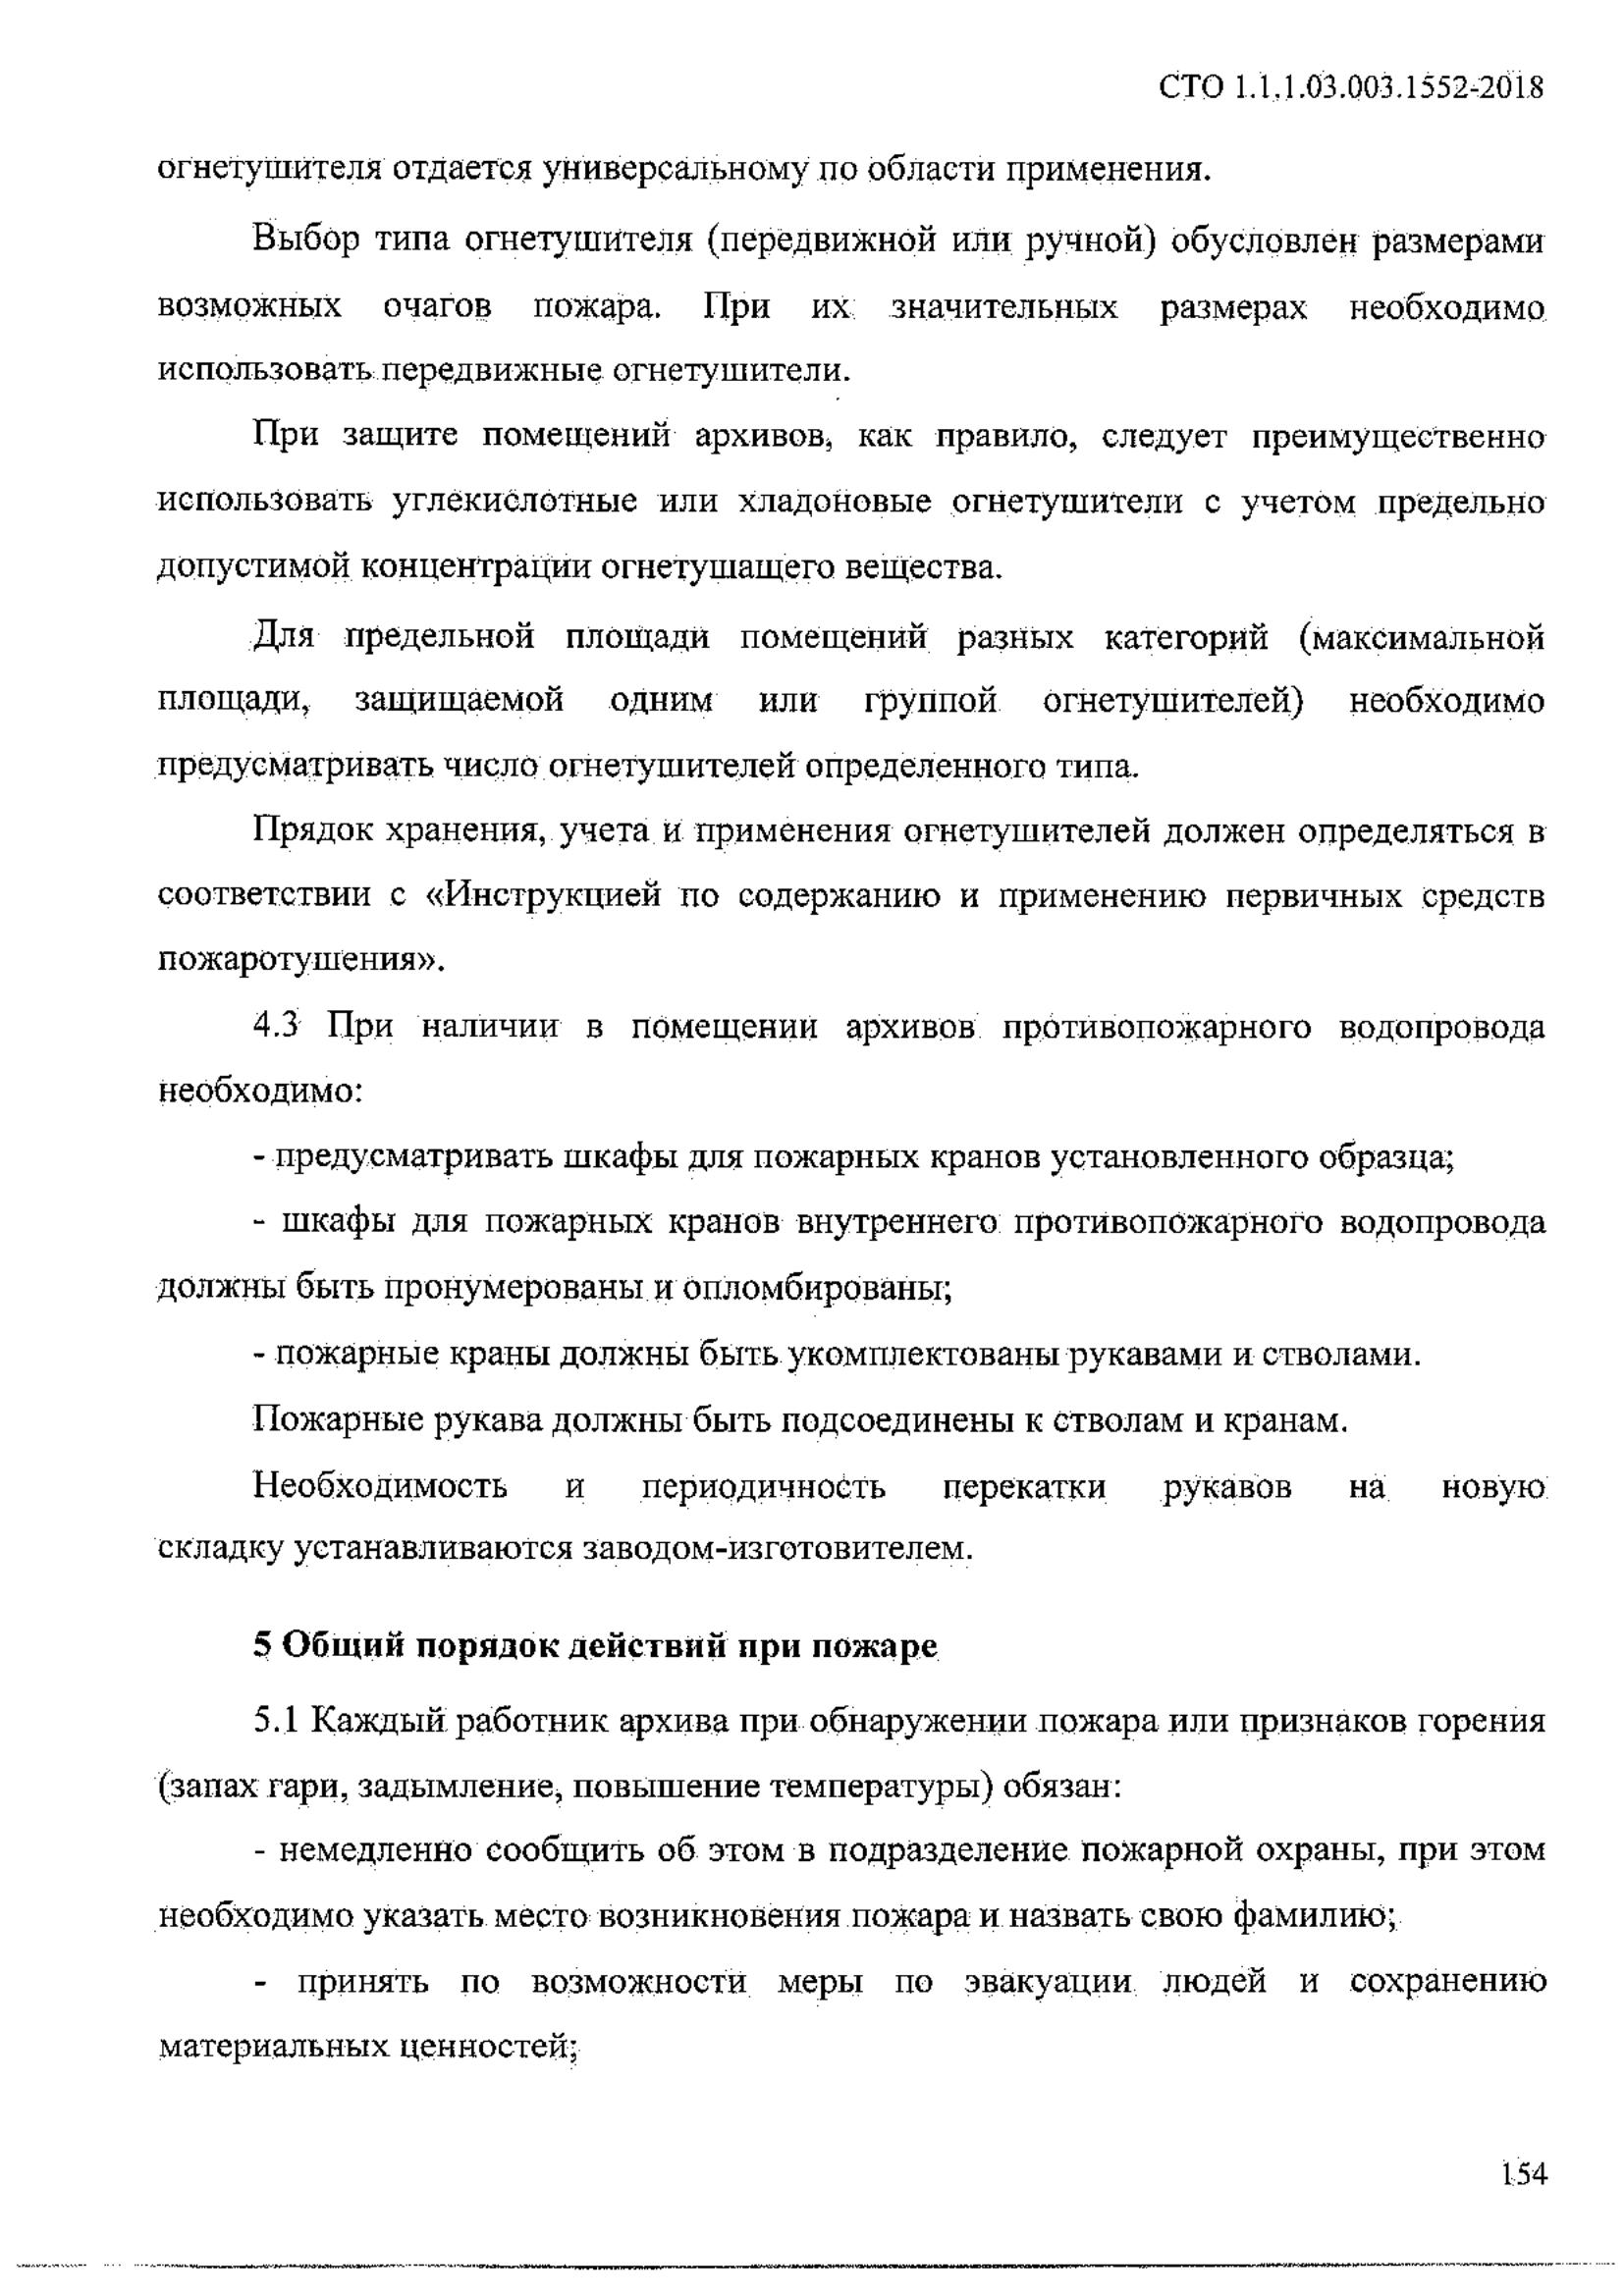 СТО 1.1.1.03.003.1552-2018
огнетушителя отдается универсальному по области применения.
Выбор типа огнетушителя (передвижной или ручной) обусловлен размерами
возможных очагов пожара. При их значительных размерах необходимо
использовать передвижные огнетушители.
При защите помещений архивов, как правило, следует преимущественно
использовать углекислотные или хладоновые огнетушители с учетом предельно
допустимой концентрации огнетушащего вещества.
Для предельной площади помещений разных категорий (максимальной
площади, защищаемой одним или группой огнетушителей) необходимо
предусматривать число огнетушителей определенного типа.
Прядок хранения, учета и применения огнетушителей должен определяться в
соответствии с «Инструкцией по содержанию и применению первичных средств
пожаротушения».
4.3 При наличии в помещении архивов противопожарного водопровода
необходимо:
- предусматривать шкафы для пожарных кранов установленного образца;
- шкафы для пожарных кранов внутреннего противопожарного водопровода
должны быть пронумерованы и опломбированы;
- пожарные краны должны быть укомплектованы рукавами и стволами.
Пожарные рукава должны быть подсоединены к стволам и кранам.
Необходимость и периодичность перекатки рукавов на новую
складку устанавливаются заводом-изготовителем.
5 Общий порядок действий при пожаре
5.1 Каждый работник архива при обнаружении пожара или признаков горения
(запах гари, задымление, повышение температуры) обязан:
- немедленно сообщить об этом в подразделение пожарной охраны, при этом
необходимо указать место возникновения пожара и назвать свою фамилию;
- принять по возможности меры по эвакуации людей и сохранению
материальных ценностей;
154